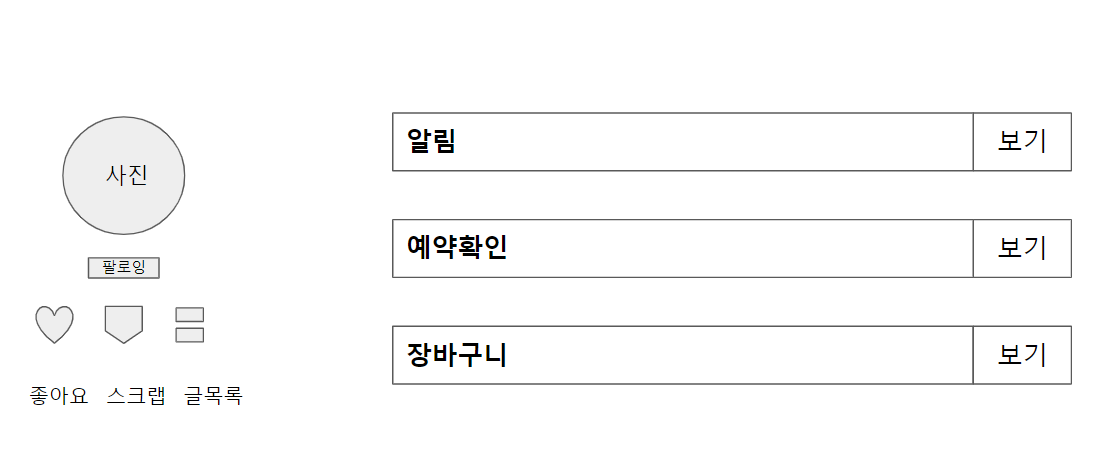 사진
팔로잉
좋아요 스크랩 글목록
알림 보기
예약확인 보기
장바구니 보기